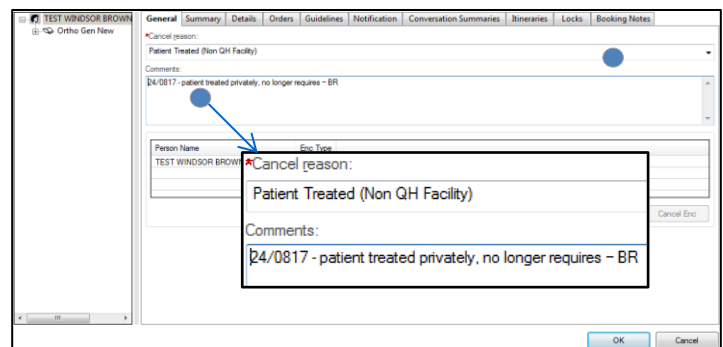 TEST WINDSOR BROWN
Ortho Gen New
General Summary Details Orders Guidelines Notification Conversation Summaries Itineraries Locks Booking Notes
*Cancel reason:
Patient Treated (Non QH Facility)
Comments:
24/0817 - patient treated privately, no longer requires – BR
Person Name Enc Type
TEST WINDSOR BROWN
*Cancel reason:
Patient Treated (Non QH Facility)
Comments:
24/0817 - patient treated privately, no longer requires – BR
Cancel Enc
OK Cancel